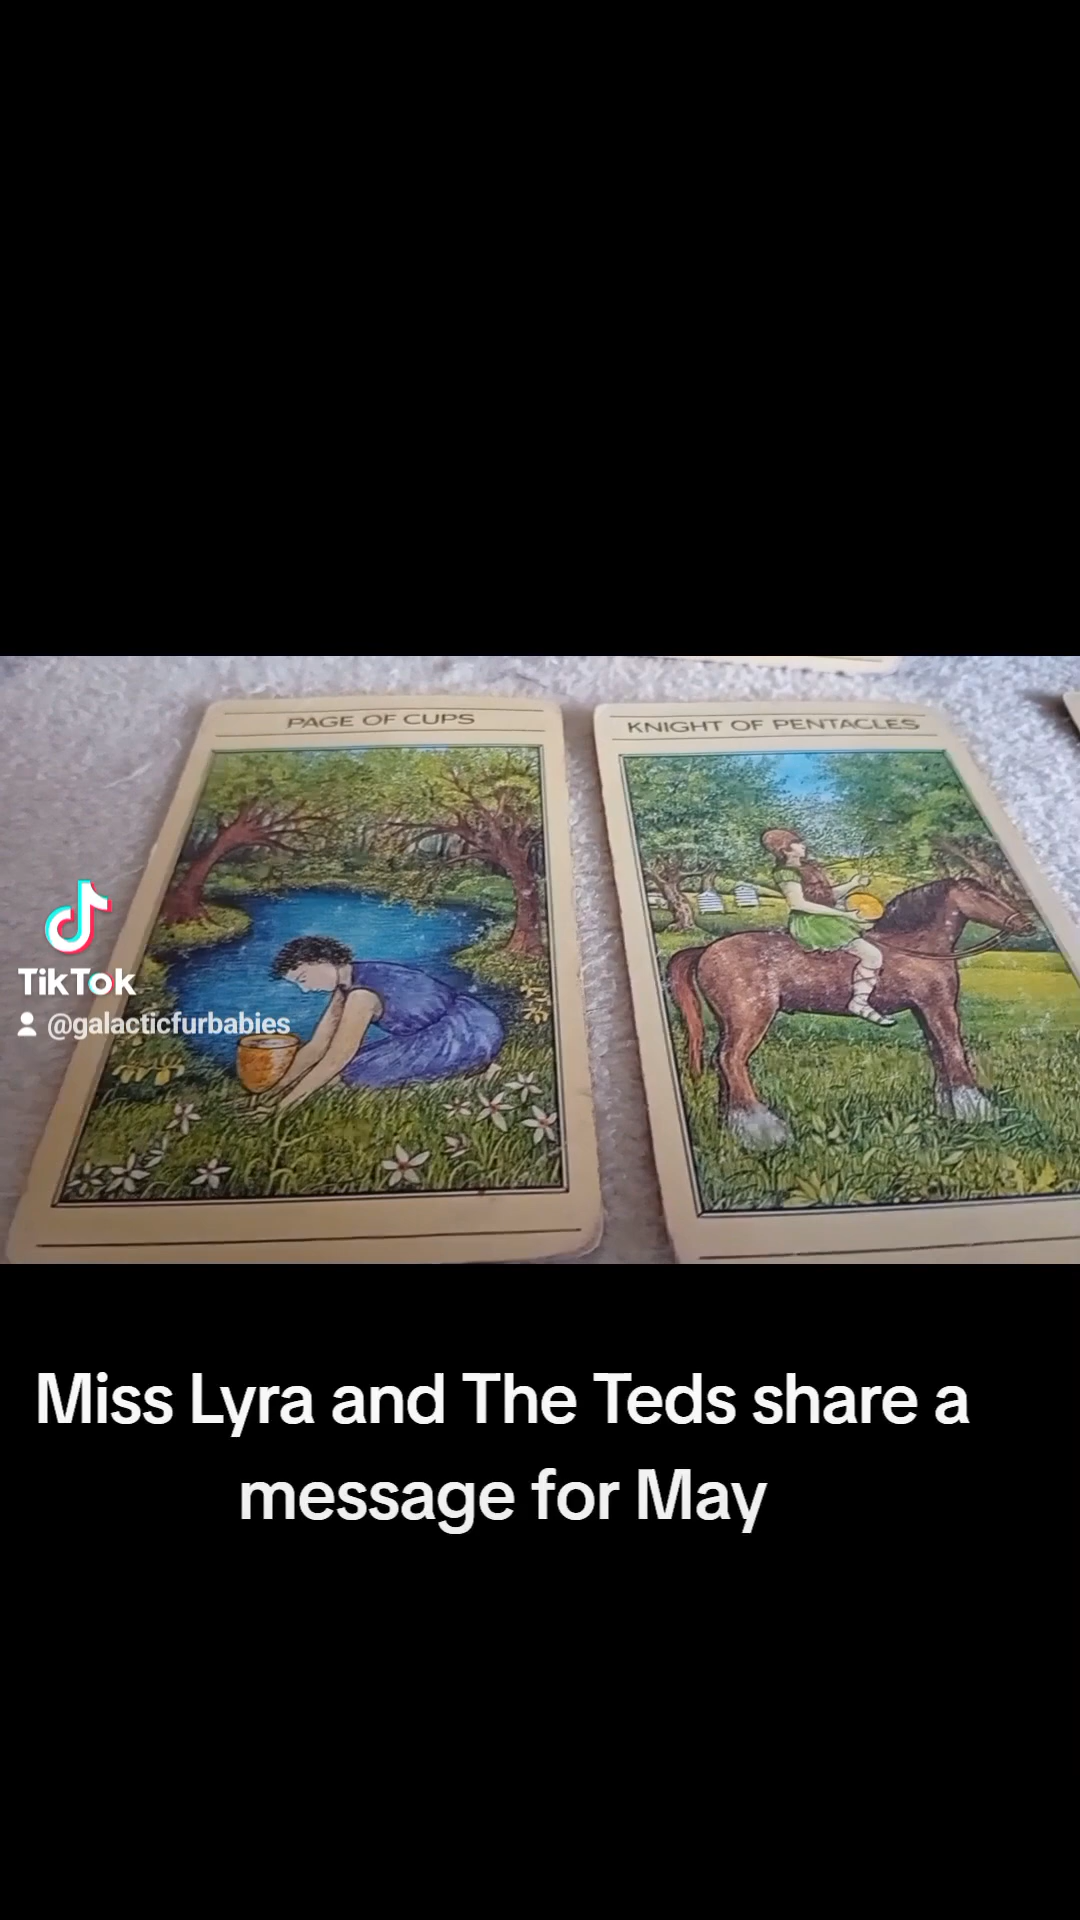 PAGE OF CUPS
KNIGHT OF PENTACLES
TikTok
@galacticfurbabies
Miss Lyra and The Teds share a
message for May